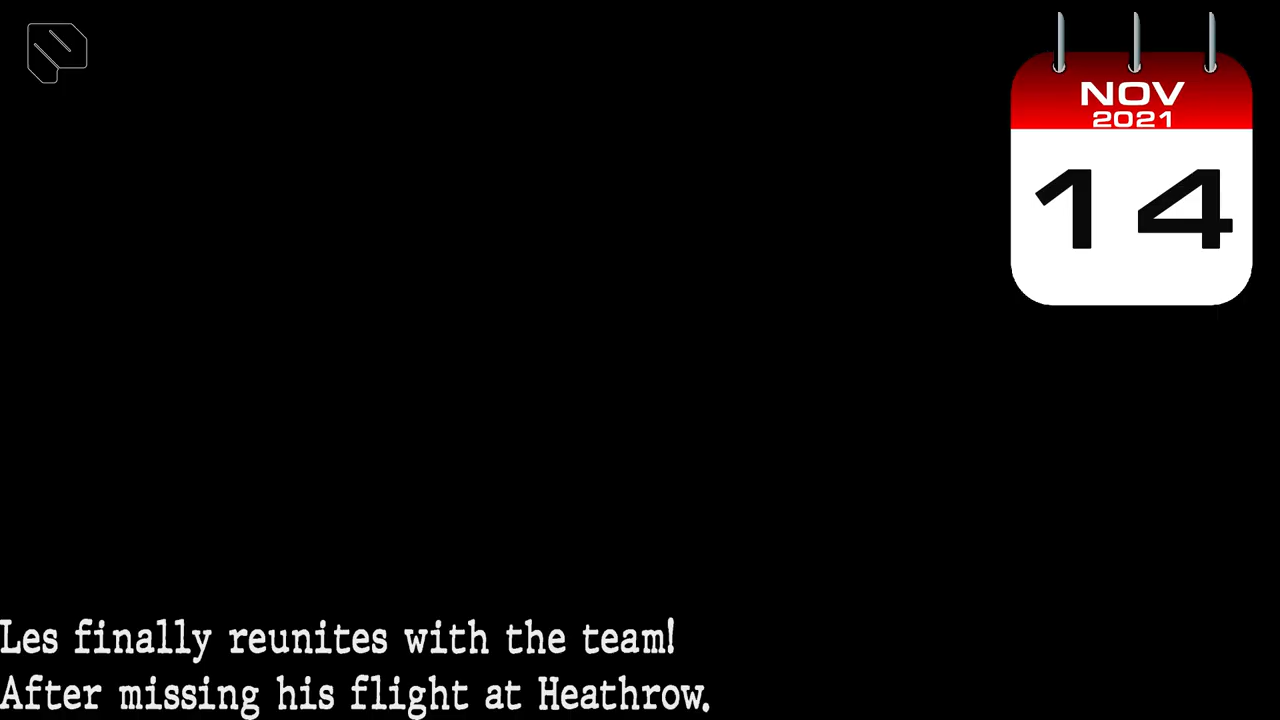 NOV
2021
14
Les finally reunites with the team!
After missing his flight at Heathrow.